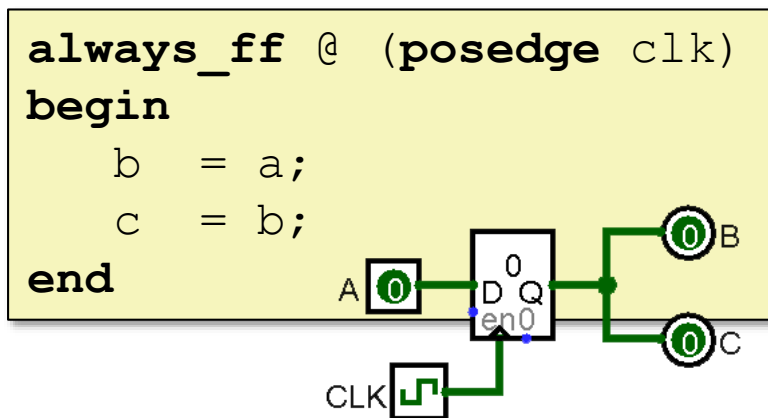 always_ff @ (posedge clk)
begin
b = a;
c = b;
end
A 0
0
D Q
en0
0 B
0 C
CLK